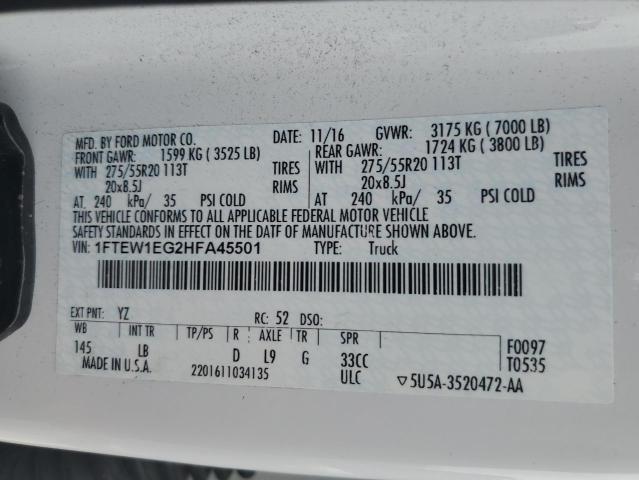 MFD. BY FORD MOTOR CO. DATE: 11/16 GVWR: 3175 KG ( 7000 LB)
FRONT GAWR: 1599 KG ( 3525 LB) REAR GAWR: 1724 KG ( 3800 LB)
WITH 275/55R20 113T TIRES WITH 275/55R20 113T TIRES
20x8.5J RIMS 20x8.5J RIMS
AT 240 kPa/ 35 PSI COLD AT 240 kPa/ 35 PSI COLD
THIS VEHICLE CONFORMS TO ALL APPLICABLE FEDERAL MOTOR VEHICLE
SAFETY STANDARDS IN EFFECT ON THE DATF OF MANUFACTURE SHOWN ABOVE.
VIN: 1FTEW1EG2HFA45501 TYPE: Truck
EXT PNT: YZ RC: 52 DSO:
WB INT TR TP/PS R AXLE TR SPR F0097
145 LB D L9 G 33CC T0535
MADE IN U.S.A. 2201611034135 ULC ▽5U5A-3520472-AA